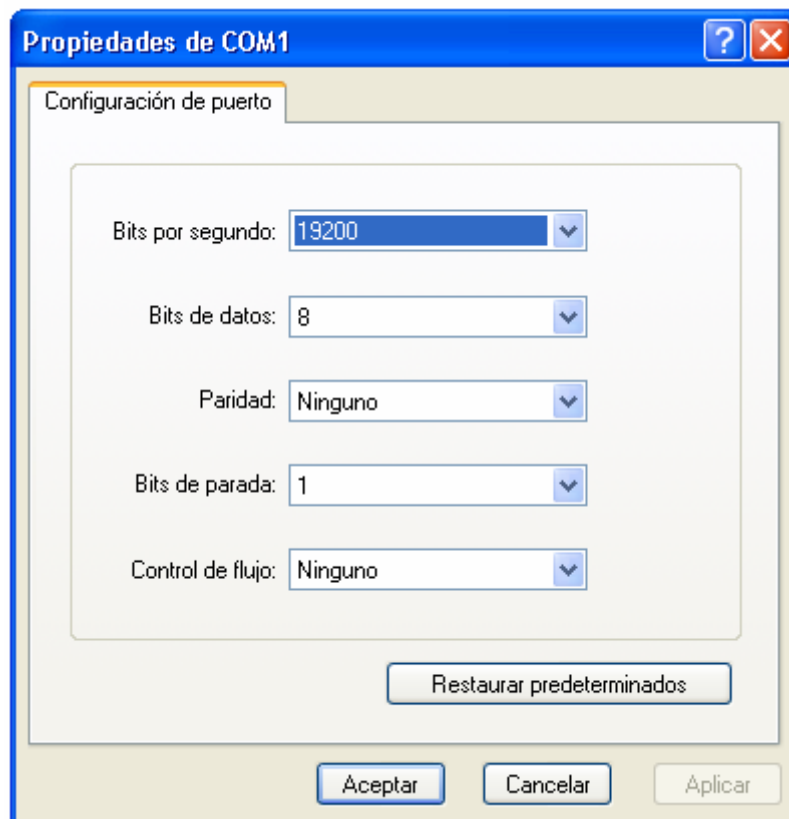 Propiedades de COM1
?
Configuración de puerto
Bits por segundo: 19200
Bits de datos: 8
Paridad: Ninguno
Bits de parada: 1
Control de flujo: Ninguno
Restaurar predeterminados
Aceptar Cancelar Aplicar